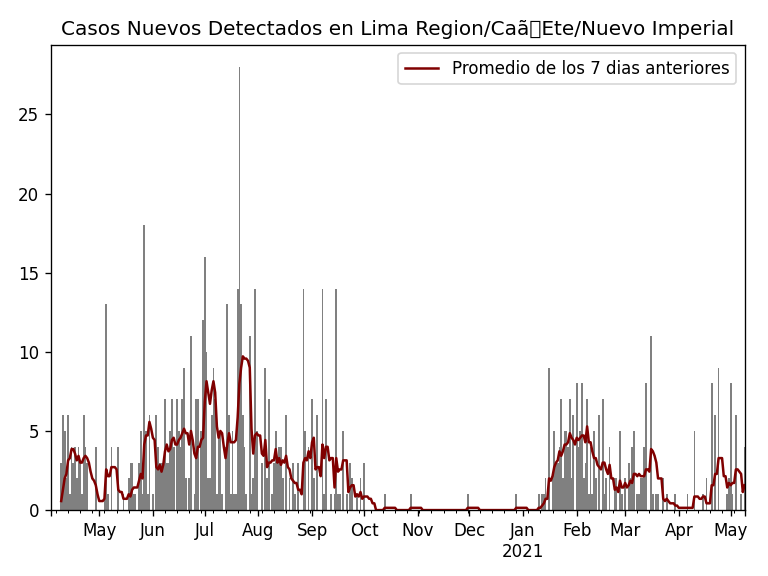 Casos Nuevos Detectados en Lima Region/Caã▯Ete/Nuevo Imperial
Promedio de los 7 dias anteriores
25
20
15
10
5
0
May Jun Jul Aug Sep Oct Nov Dec Jan Feb Mar Apr May
2021